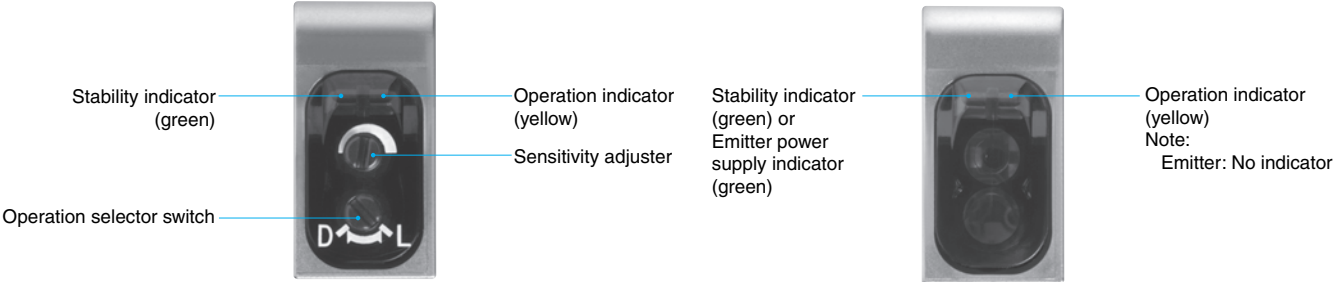 Stability indicator
(green)
Operation selector switch
Operation indicator
(yellow)
Sensitivity adjuster
D
L
Stability indicator
(green) or
Emitter power
supply indicator
(green)
Operation indicator
(yellow)
Note:
Emitter: No indicator